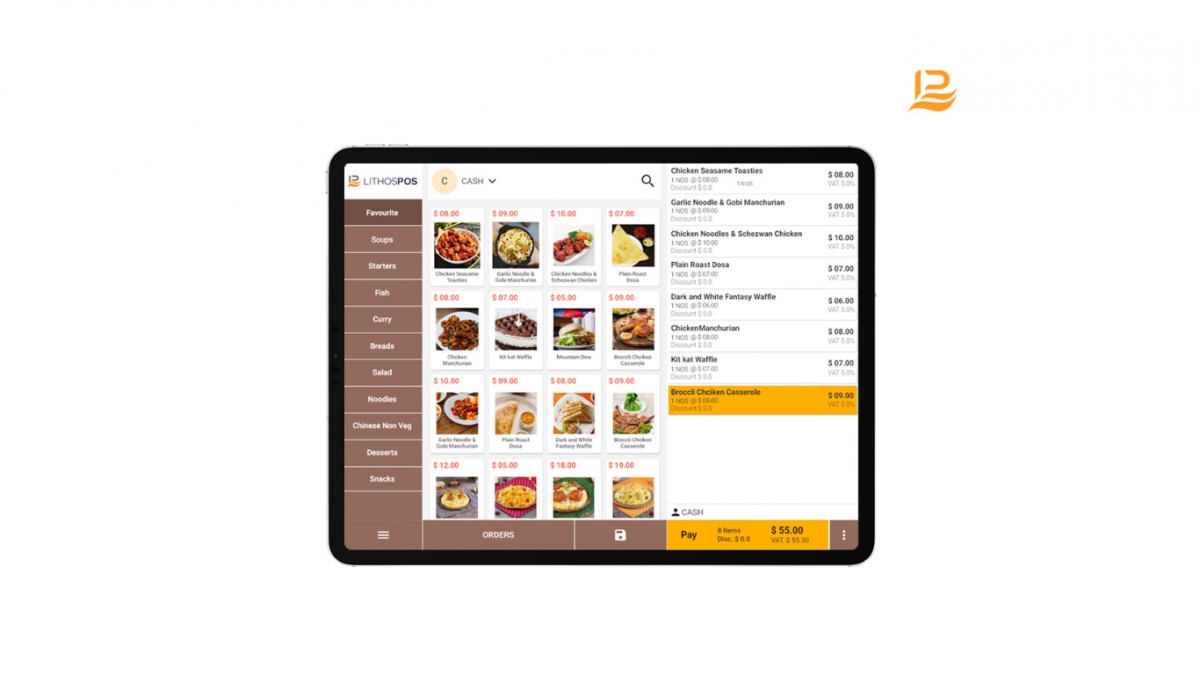 LITHOSPOS
C CASH
Favourite
Soups
Starters
Fish
Curry
Breads
Salad
Noodles
Chinese Non Veg
Desserts
Snacks
$ 08.00
Chicken Seasame
Toasties
$ 09.00
Garlic Noodle &
Gobi Manchurian
$ 10.00
Chicken Noodles &
Schezwan Chicken
$ 07.00
Plain Roast
Dosa
$ 08.00
Chicken
Manchurian
$ 07.00
Kit kat Waffle
$ 05.00
Mountain Dew
$ 09.00
Broccli Chciken
Casserole
$ 10.00
Garlic Noodle &
Gobi Manchurian
$ 09.00
Plain Roast
Dosa
$ 08.00
Dark and White
Fantasy Waffle
$ 09.00
Broccli Chciken
Casserole
$ 12.00
$ 05.00
$ 18.00
$ 19.00
ORDERS
Chicken Seasame Toasties $ 08.00
1 NOS @ $ 08:00 1 NOS VAT 5.0%
Discount $ 0.0
Garlic Noodle & Gobi Manchurian $ 09.00
1 NOS @ $ 09:00 VAT 5.0%
Discount $ 0.0
Chicken Noodles & Schezwan Chicken $ 10.00
1 NOS @ $ 10:00 VAT 5.0%
Discount $ 0.0
Plain Roast Dosa $ 07.00
1 NOS @ $ 07:00 VAT 5.0%
Discount $ 0.0
Dark and White Fantasy Waffle $ 06.00
1 NOS @ $ 06:00 VAT 5.0%
Discount $ 0.0
ChickenManchurian $ 08.00
1 NOS @ $ 08:00 VAT 5.0%
Discount $ 0.0
Kit kat Waffle $ 07.00
1 NOS @ $ 07:00 VAT 5.0%
Discount $ 0.0
Broccli Chciken Casserole $ 09.00
1 NOS @ $ 09:00 VAT 5.0%
Discount $ 0.0
CASH
Pay 8 Items $ 55.00
Disc. $ 0.0 VAT. $ 55.30